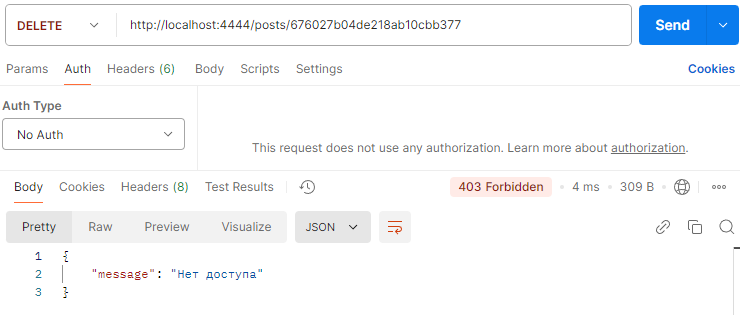 DELETE http://localhost:4444/posts/676027b04de218ab10cbb377 Send
Params Auth Headers (6) Body Scripts Settings Cookies
Auth Type
No Auth
This request does not use any authorization. Learn more about authorization.
Body Cookies Headers (8) Test Results 403 Forbidden 4 ms 309 B
Pretty Raw Preview Visualize JSON
1 {
2 "message": "Нет доступа"
3 }